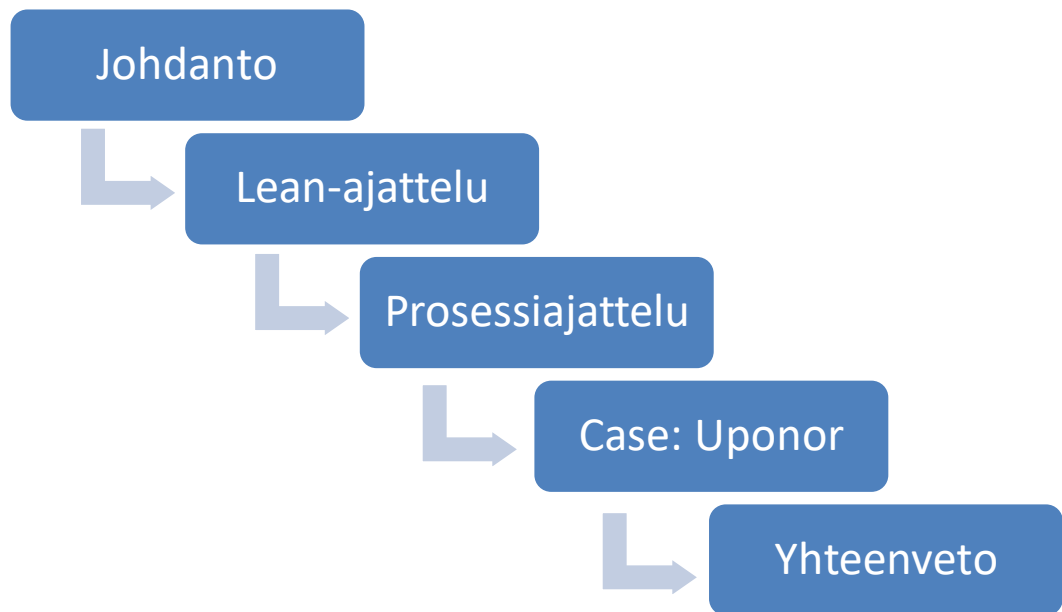 Johdanto
Lean-ajattelu
Prosessiajattelu
Case: Uponor
Yhteenveto